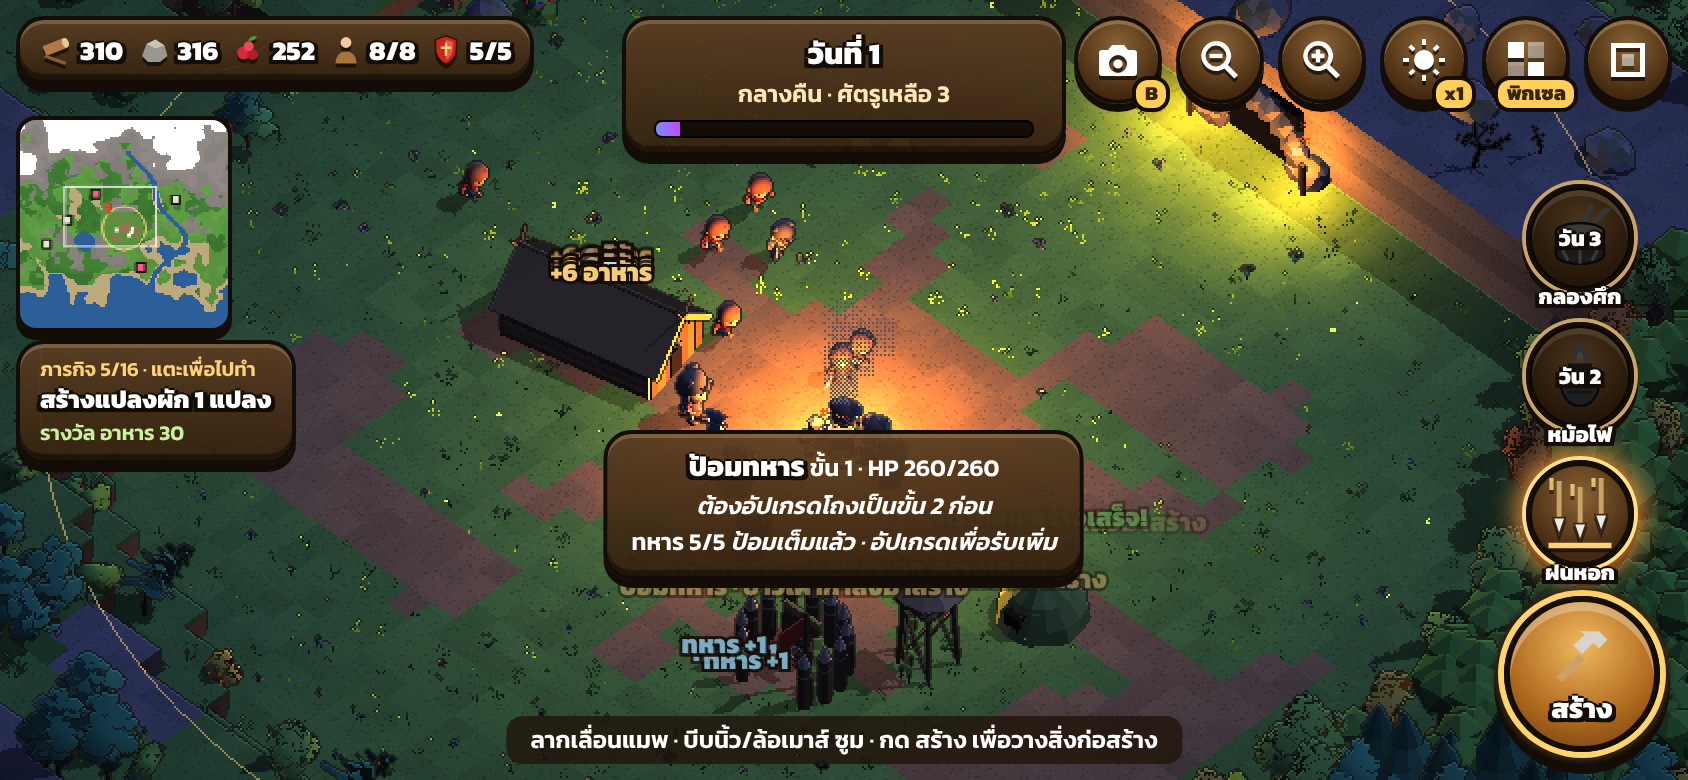 310 316 252 8/8 5/5
วันที่ 1
กลางคืน · ศัตรูเหลือ 3
B
x1
พิกเซล
ภารกิจ 5/16 · แตะเพื่อไปทำ
สร้างแปลงผัก 1 แปลง
รางวัล อาหาร 30
+6 อาหาร
วัน 3
กลองศึก
วัน 2
หม้อไฟ
ฝนหอก
สร้าง
ป้อมทหาร ขั้น 1 · HP 260/260
ต้องอัปเกรดโถงเป็นขั้น 2 ก่อน
ทหาร 5/5 ป้อมเต็มแล้ว · อัปเกรดเพื่อรับเพิ่ม
เสร็จ!
สร้าง
ทหาร +1
ทหาร +1
ลากเลื่อนแมพ · บีบนิ้ว/ล้อเมาส์ ซูม · กด สร้าง เพื่อวางสิ่งก่อสร้าง